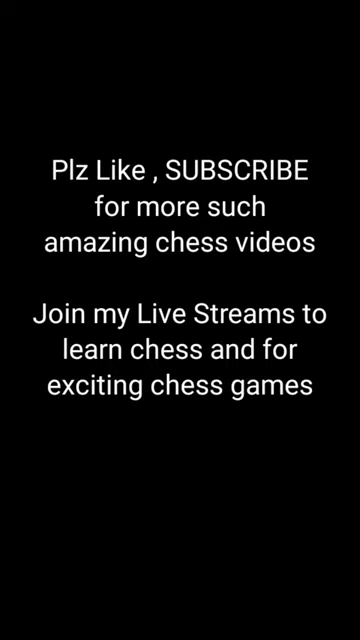 Plz Like , SUBSCRIBE
for more such
amazing chess videos
Join my Live Streams to
learn chess and for
exciting chess games